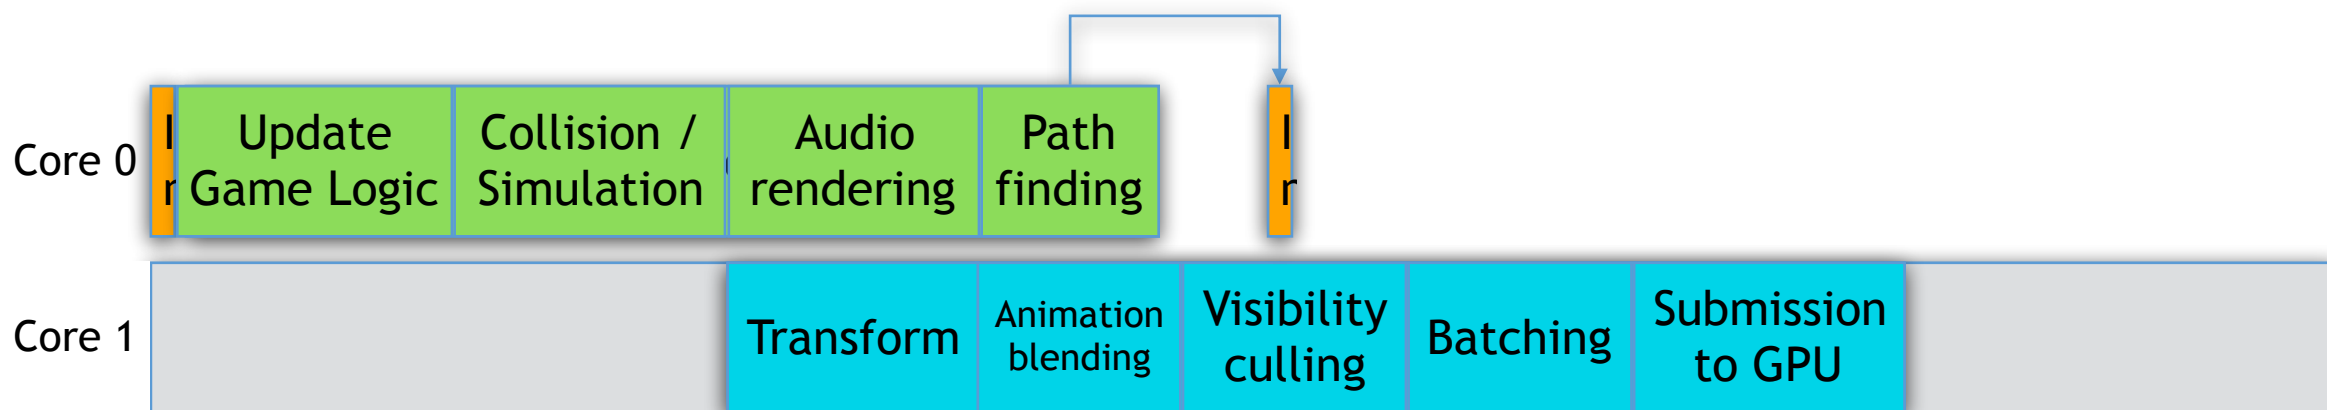 Core 0
Update
Game Logic
Collision /
Simulation
Audio
rendering
Path
finding
Core 1
Transform
Animation
blending
Visibility
culling
Batching
Submission
to GPU